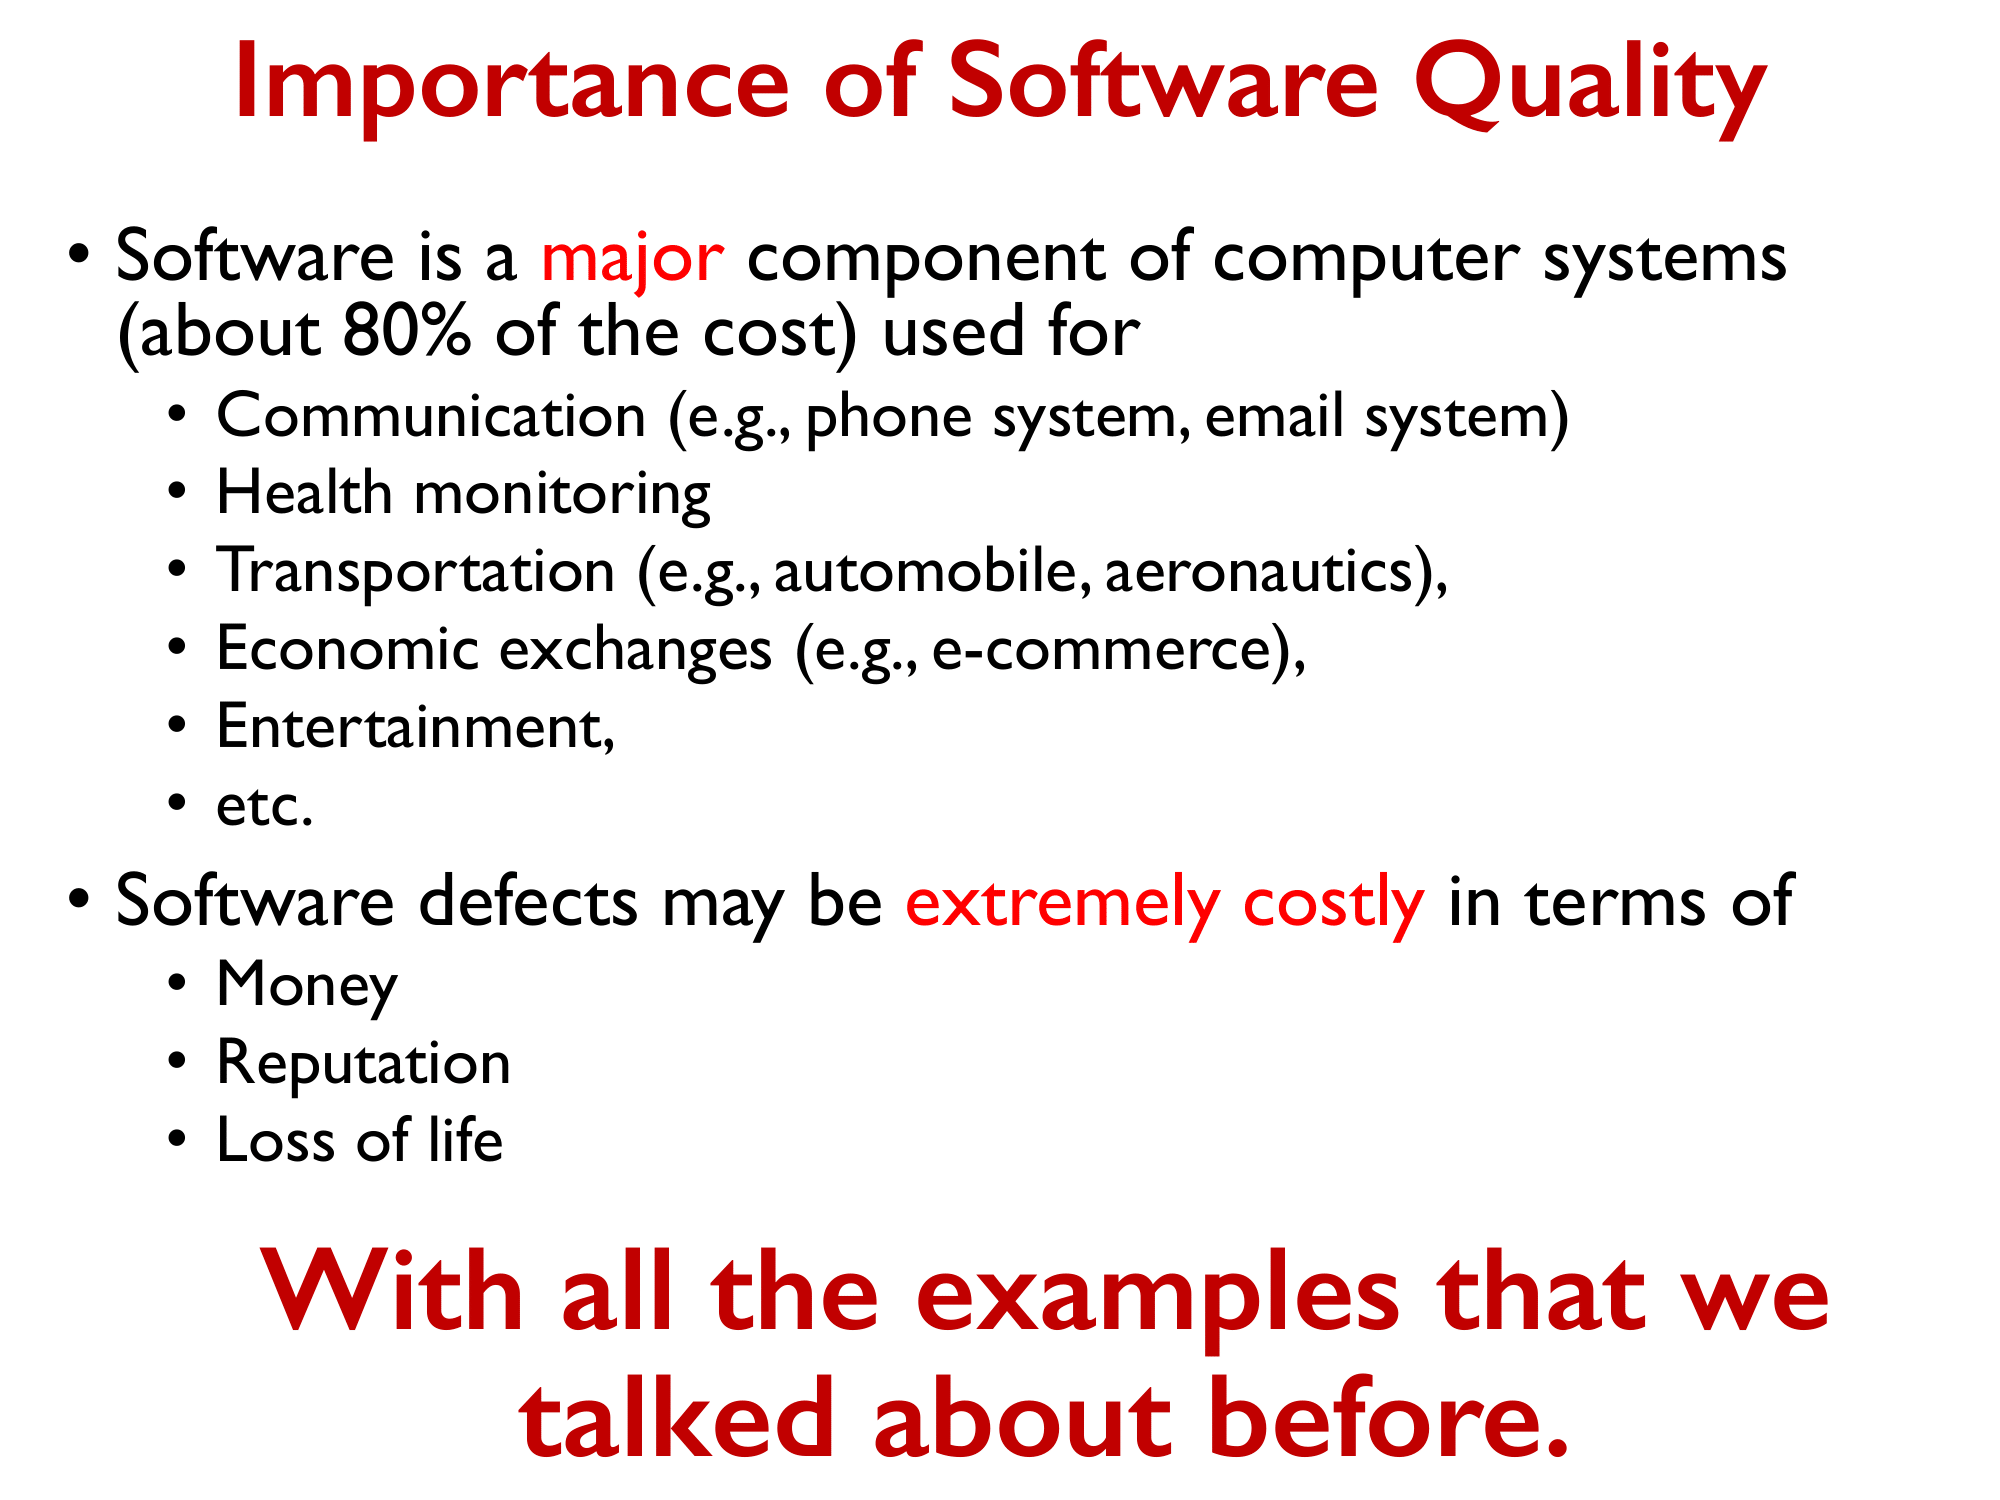 Importance of Software Quality
• Software is a major component of computer systems
(about 80% of the cost) used for
• Communication (e.g., phone system, email system)
• Health monitoring
• Transportation (e.g., automobile, aeronautics),
• Economic exchanges (e.g., e-commerce),
• Entertainment,
• etc.
• Software defects may be extremely costly in terms of
• Money
• Reputation
• Loss of life
With all the examples that we
talked about before.